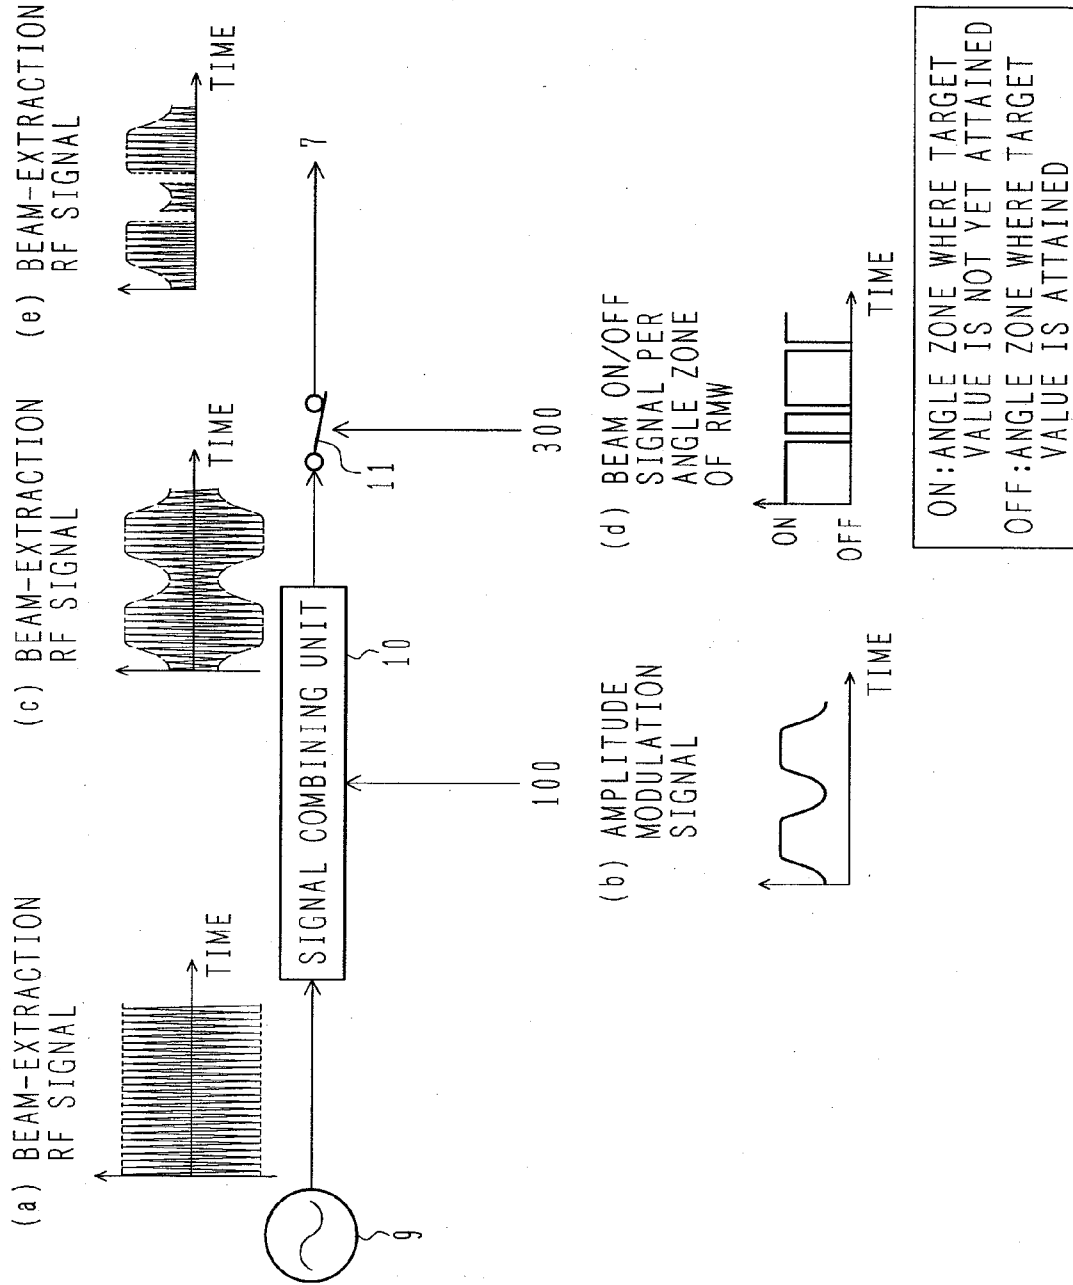 (a) BEAM-EXTRACTION
RF SIGNAL
TIME
(c) BEAM-EXTRACTION
RF SIGNAL
TIME
(e) BEAM-EXTRACTION
RF SIGNAL
TIME
9
SIGNAL COMBINING UNIT
10
11
7
100
300
(b) AMPLITUDE
MODULATION
SIGNAL
TIME
(d) BEAM ON/OFF
SIGNAL PER
ANGLE ZONE
OF RMW
ON
OFF
TIME
ON:ANGLE ZONE WHERE TARGET
VALUE IS NOT YET ATTAINED
OFF:ANGLE ZONE WHERE TARGET
VALUE IS ATTAINED